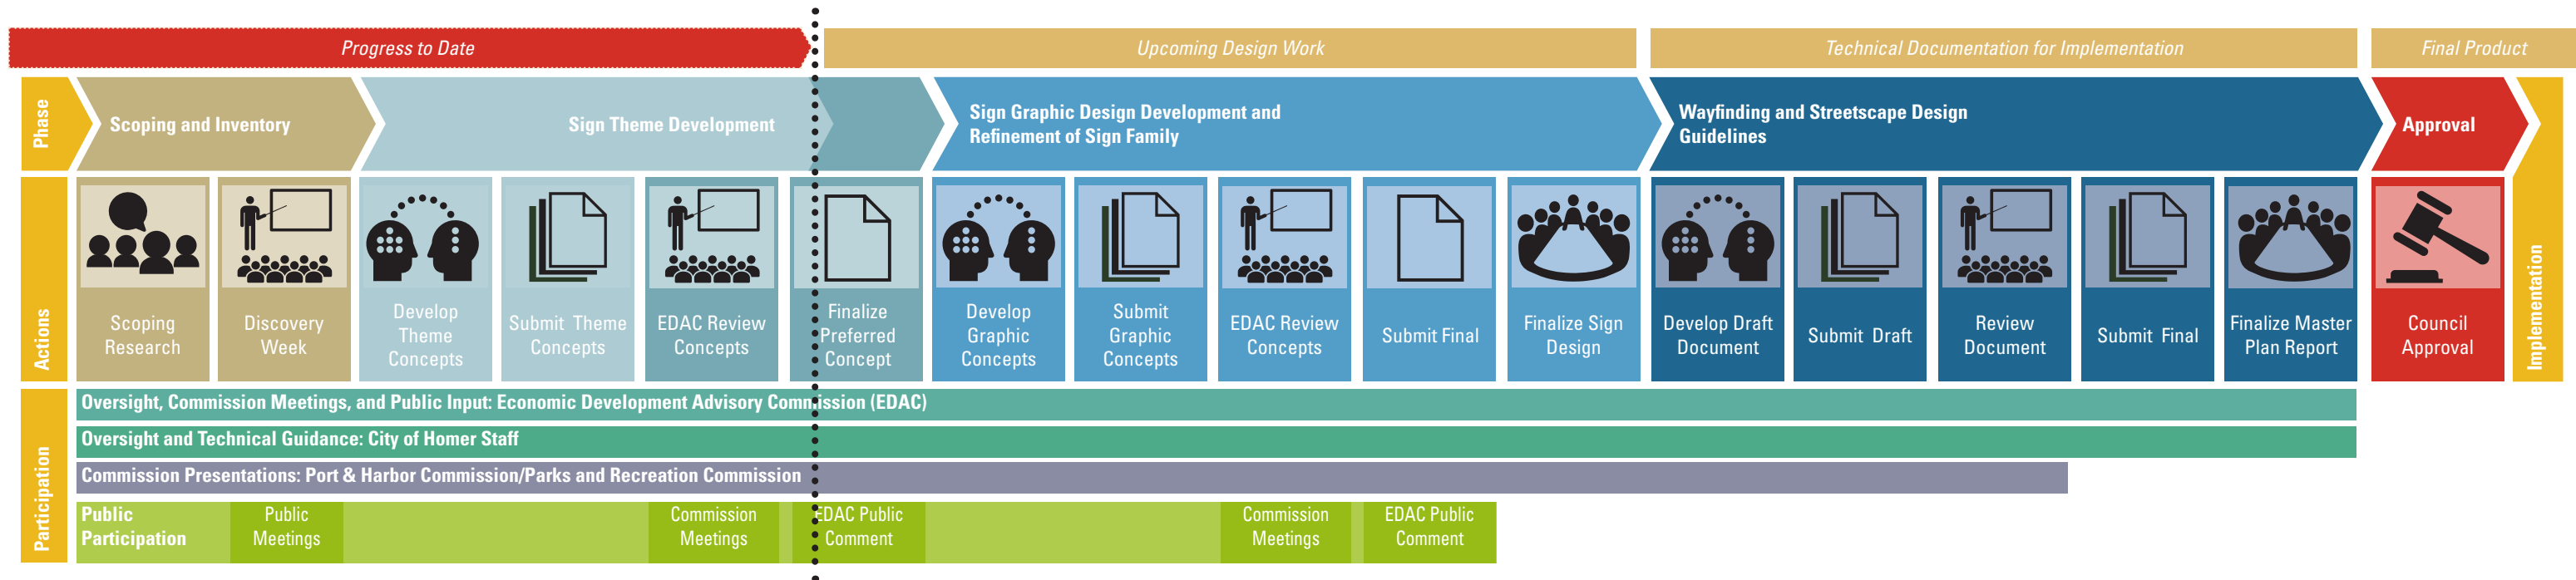 Progress to Date
Upcoming Design Work
Technical Documentation for Implementation
Final Product
Phase
Scoping and Inventory
Sign Theme Development
Sign Graphic Design Development and
Refinement of Sign Family
Wayfinding and Streetscape Design
Guidelines
Approval
Implementation
Actions
Scoping
Research
Discovery
Week
Develop
Theme
Concepts
Submit Theme
Concepts
EDAC Review
Concepts
Finalize
Preferred
Concept
Develop
Graphic
Concepts
Submit
Graphic
Concepts
EDAC Review
Concepts
Submit Final
Finalize Sign
Design
Develop Draft
Document
Submit Draft
Review
Document
Submit Final
Finalize Master
Plan Report
Council
Approval
Participation
Oversight, Commission Meetings, and Public Input: Economic Development Advisory Commission (EDAC)
Oversight and Technical Guidance: City of Homer Staff
Commission Presentations: Port & Harbor Commission/Parks and Recreation Commission
Public
Participation
Public
Meetings
Commission
Meetings
EDAC Public
Comment
Commission
Meetings
EDAC Public
Comment